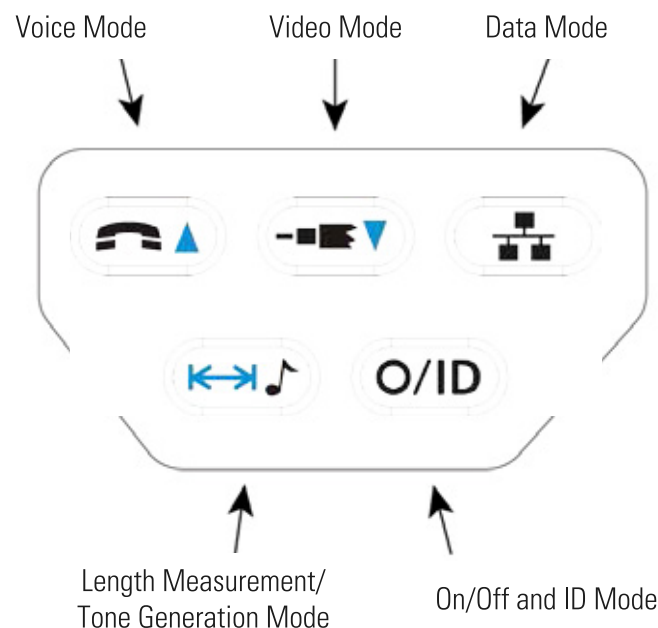 Voice Mode
Video Mode
Data Mode
O/ID
Length Measurement/
Tone Generation Mode
On/Off and ID Mode